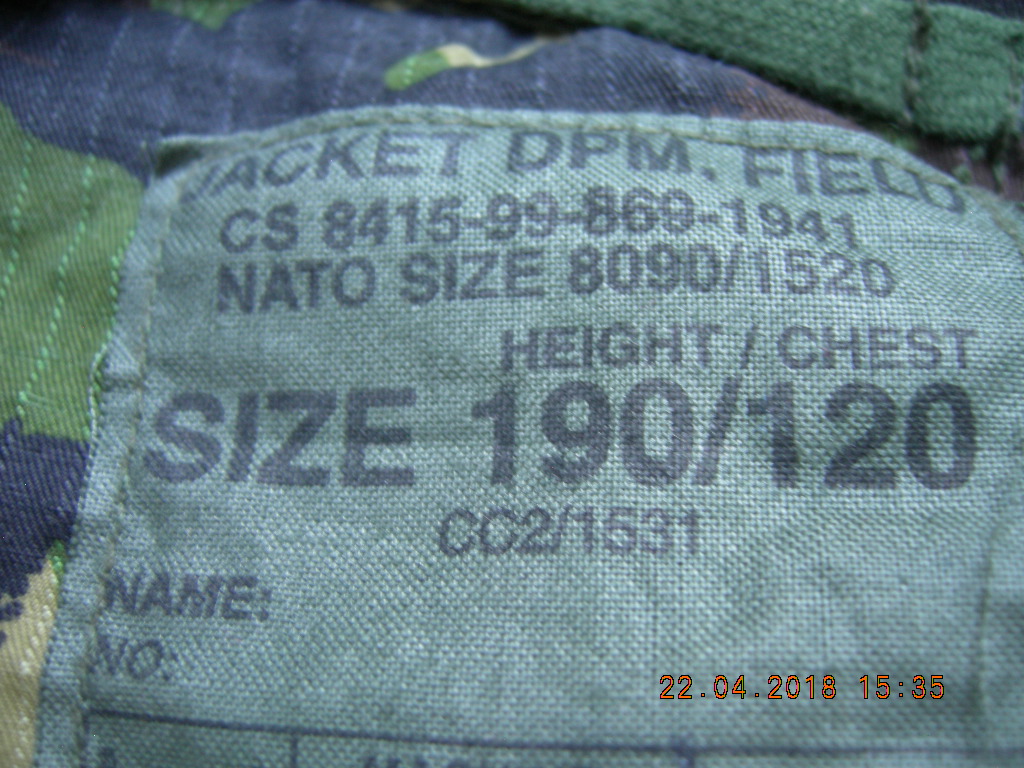 JACKET DPM. FIELD
CS 8415-99-869-1941
NATO SIZE 8090/1520
HEIGHT / CHEST
SIZE 190/120
CC2/1531
NAME:
NO:
22.04.2018 15:35